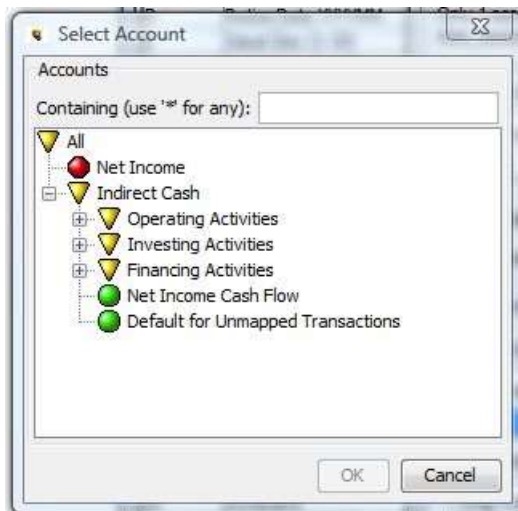 Select Account
Accounts
Containing (use '*' for any):
All
Net Income
Indirect Cash
Operating Activities
Investing Activities
Financing Activities
Net Income Cash Flow
Default for Unmapped Transactions
OK
Cancel